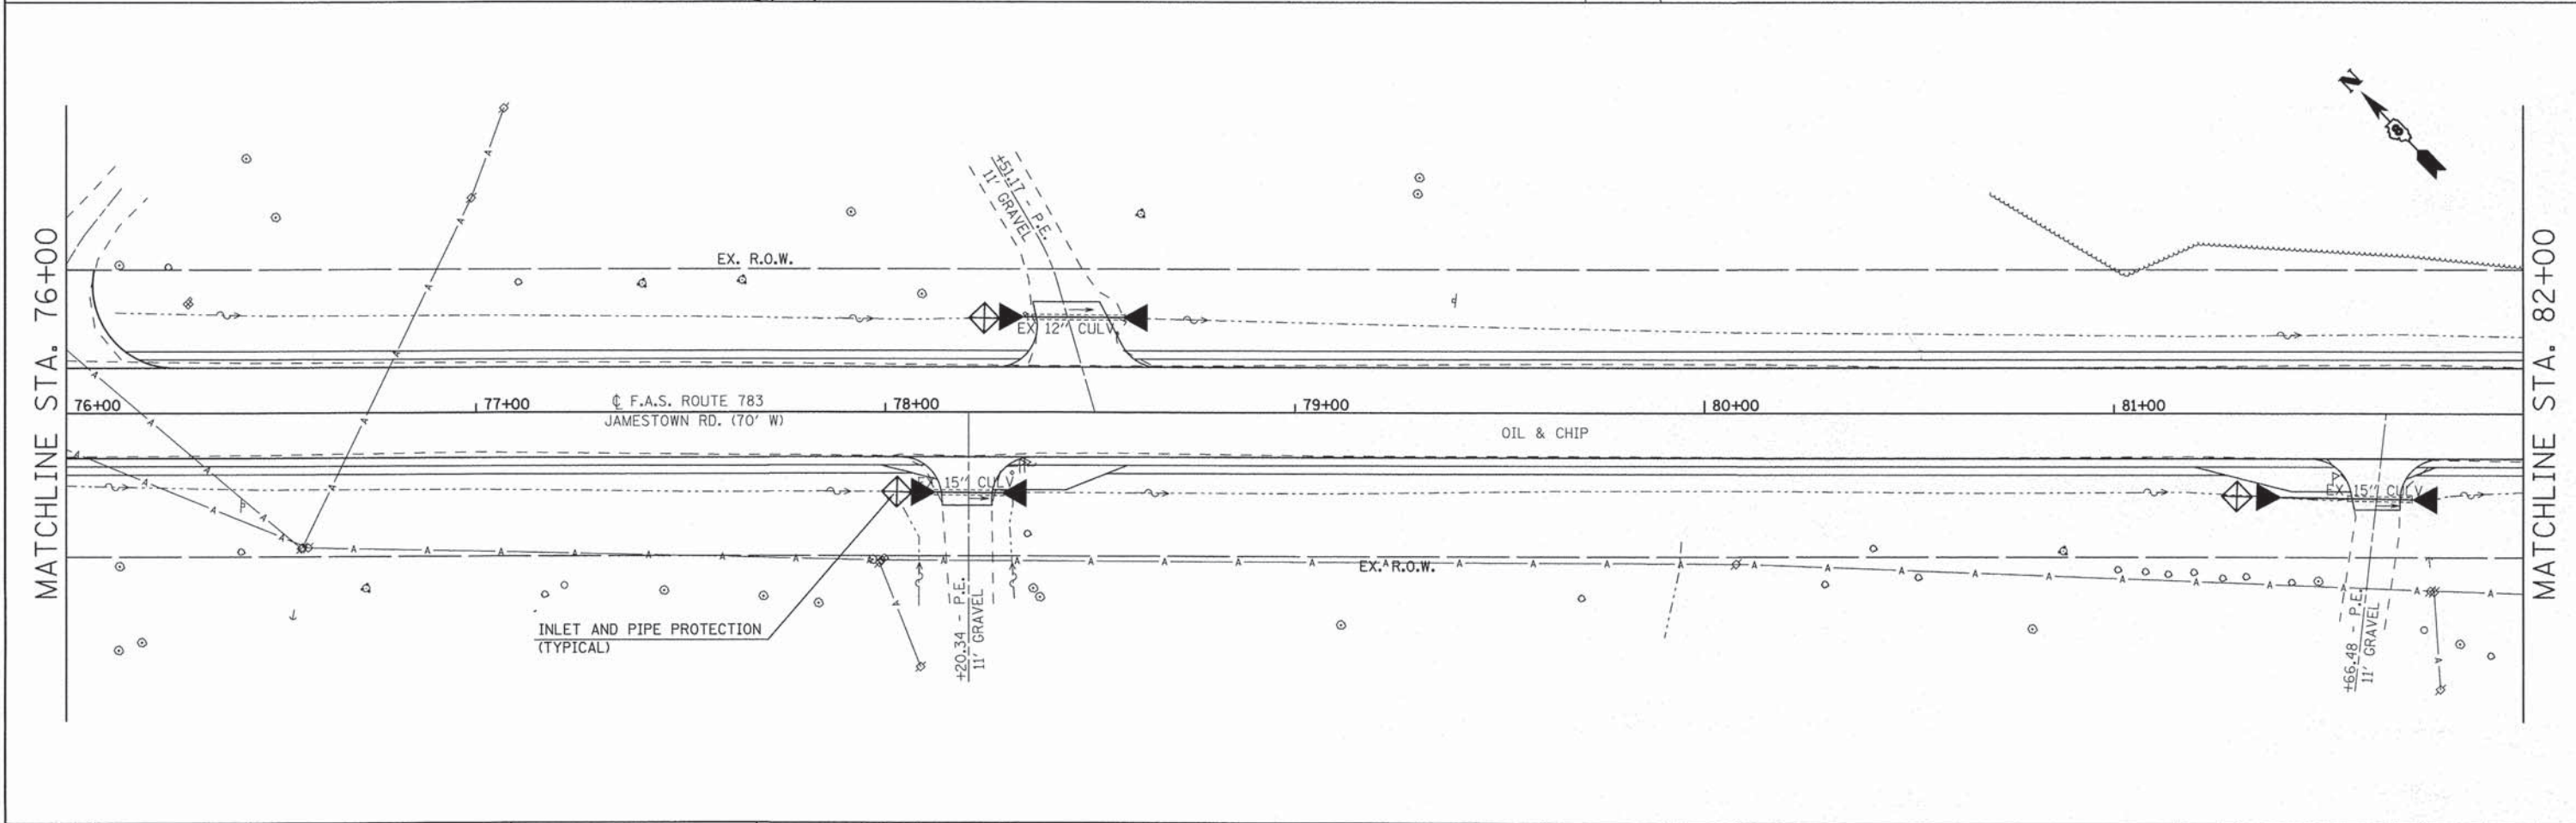 N
8
MATCHLINE STA. 76+00
MATCHLINE STA. 82+00
+51.17 - P.E.
11' GRAVEL
EX. R.O.W.
EX 12" CULV.
76+00
77+00
℄ F.A.S. ROUTE 783
JAMESTOWN RD. (70' W)
78+00
79+00
80+00
81+00
OIL & CHIP
EX 15" CULV
EX 15" CULV
EX. R.O.W.
INLET AND PIPE PROTECTION
(TYPICAL)
+20.34 - P.E.
11' GRAVEL
+66.48 - P.E.
11' GRAVEL